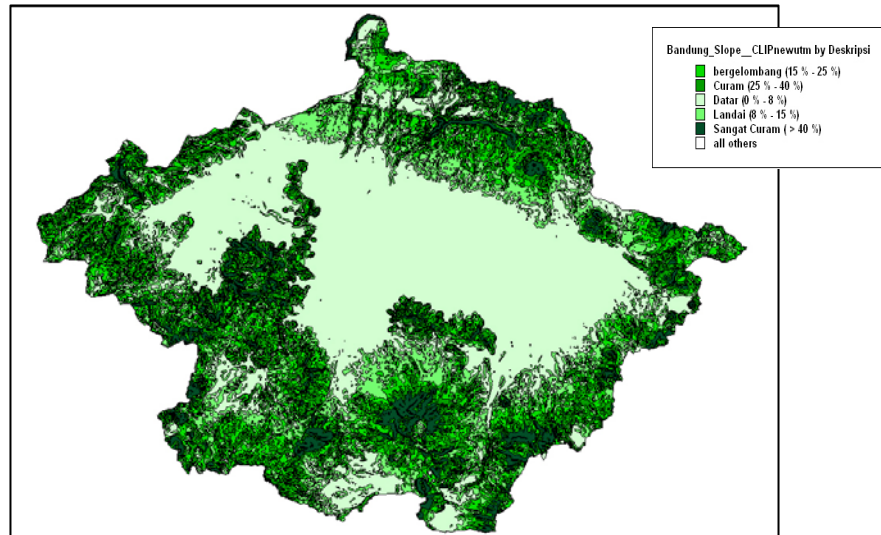 Bandung_Slope__CLIPnewutm by Deskripsi
bergelombang (15 % - 25 %)
Curam (25 % - 40 %)
Datar (0 % - 8 %)
Landai (8 % - 15 %)
Sangat Curam ( > 40 %)
all others